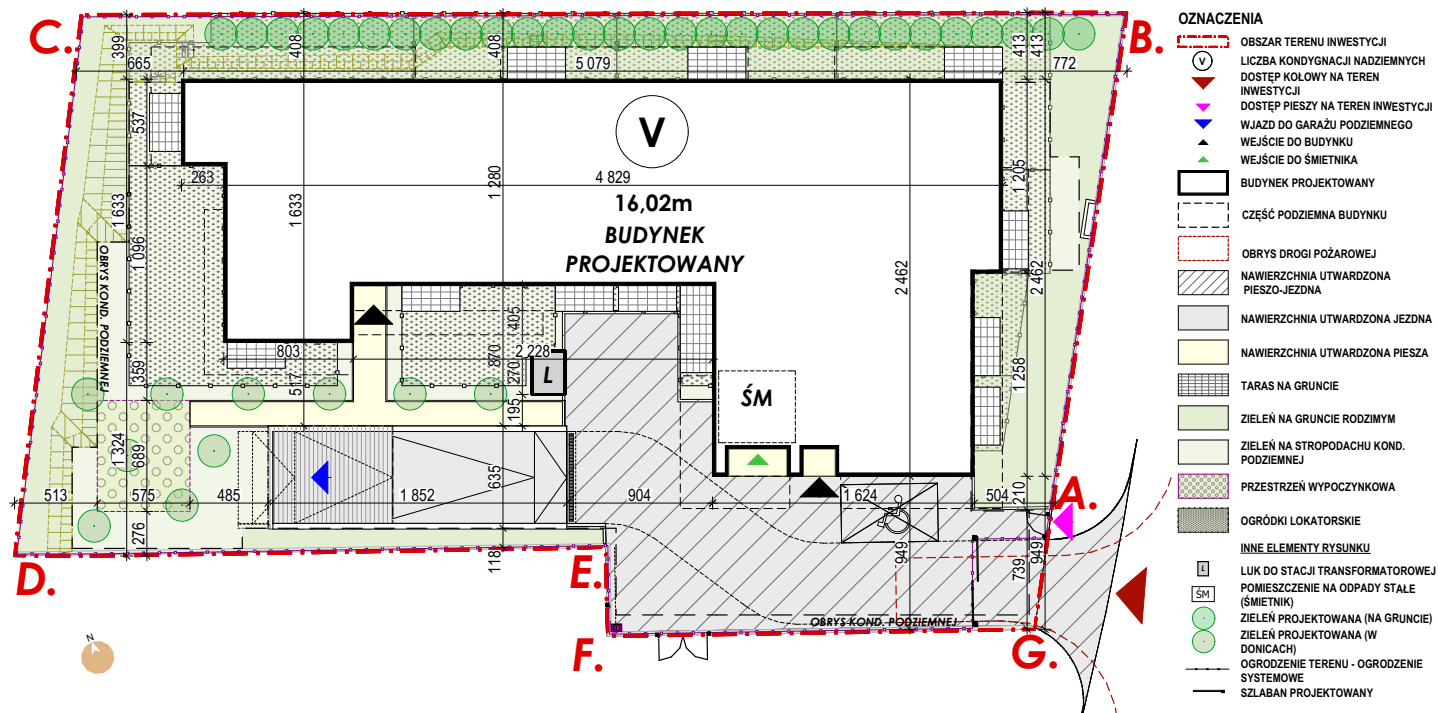 C.
B.
399
408
408
413
413
665
5 079
772
537
V
1 205
263
1 633
1 633
1 280
4 829
16,02m
BUDYNEK
PROJEKTOWANY
1 096
OBRYS KOND. PODZIEMNEJ
2 462
2 462
405
803
870
2 228
359
517
270
L
1 258
ŚM
195
1 324
689
635
513
575
485
1 852
904
1 624
504
210
A.
276
118
949
739
949
D.
E.
OBRYS KOND. PODZIEMNEJ
F.
G.
N
OZNACZENIA
OBSZAR TERENU INWESTYCJI
V
LICZBA KONDYGNACJI NADZIEMNYCH
DOSTĘP KOŁOWY NA TEREN
INWESTYCJI
DOSTĘP PIESZY NA TEREN INWESTYCJI
WJAZD DO GARAŻU PODZIEMNEGO
WEJŚCIE DO BUDYNKU
WEJŚCIE DO ŚMIETNIKA
BUDYNEK PROJEKTOWANY
CZĘŚĆ PODZIEMNA BUDYNKU
OBRYS DROGI POŻAROWEJ
NAWIERZCHNIA UTWARDZONA
PIESZO-JEZDNA
NAWIERZCHNIA UTWARDZONA JEZDNA
NAWIERZCHNIA UTWARDZONA PIESZA
TARAS NA GRUNCIE
ZIELEŃ NA GRUNCIE RODZIMYM
ZIELEŃ NA STROPODACHU KOND.
PODZIEMNEJ
PRZESTRZEŃ WYPOCZYNKOWA
OGRÓDKI LOKATORSKIE
INNE ELEMENTY RYSUNKU
L
LUK DO STACJI TRANSFORMATOROWEJ
ŚM
POMIESZCZENIE NA ODPADY STAŁE
(ŚMIETNIK)
ZIELEŃ PROJEKTOWANA (NA GRUNCIE)
ZIELEŃ PROJEKTOWANA (W
DONICACH)
OGRODZENIE TERENU - OGRODZENIE
SYSTEMOWE
SZLABAN PROJEKTOWANY